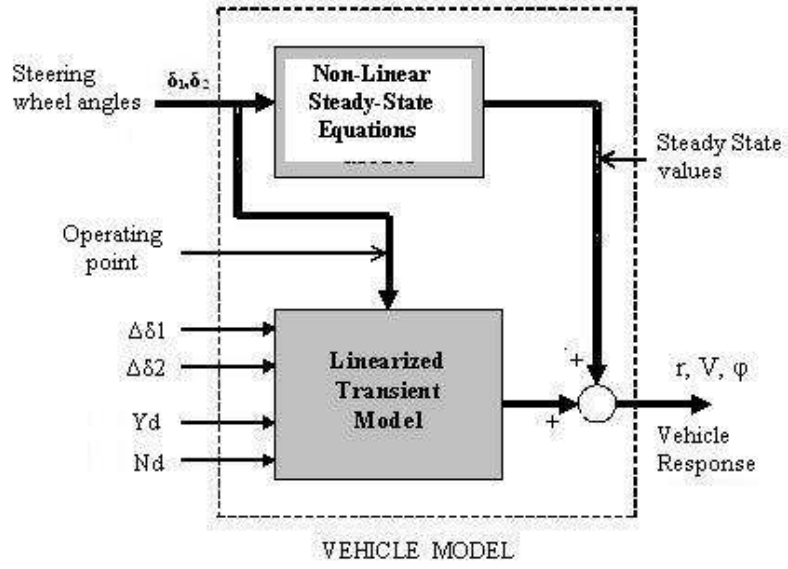 Steering
wheel angles
δ1,δ2
Non-Linear
Steady-State
Equations
Steady State
values
Operating
point
Δδ1
Δδ2
Yd
Nd
Linearized
Transient
Model
+
+
r, V, φ
Vehicle
Response
VEHICLE MODEL